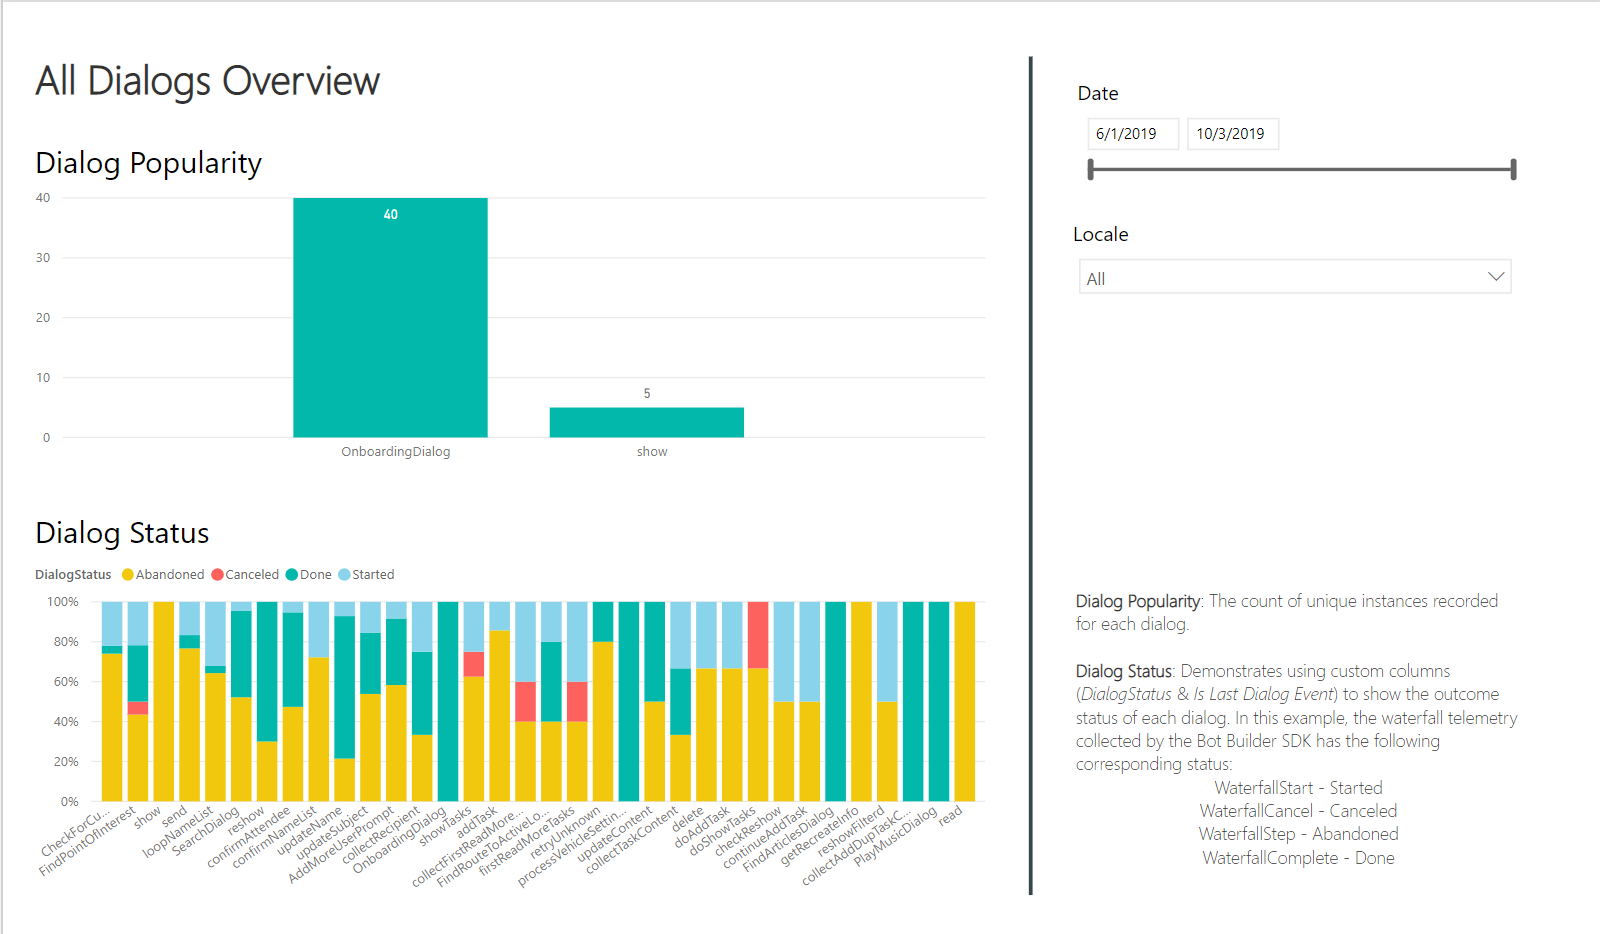 All Dialogs Overview
Dialog Popularity
40
30
20
10
0
40
5
OnboardingDialog
show
Dialog Status
DialogStatus Abandoned Canceled Done Started
100%
80%
60%
40%
20%
0%
CheckForCu...
FindPointOfInterest
show
send
loopNameList
SearchDialog
reshow
confirmAttendee
confirmNameList
updateName
updateSubject
AddMoreUserPrompt
collectRecipient
OnboardingDialog
showTasks
addTask
collectFirstReadMore...
FindRouteToActiveLo...
firstReadMoreTasks
retryUnknown
processVehicleSettin...
updateContent
collectTaskContent
delete
doAddTask
doShowTasks
checkReshow
continueAddTask
FindArticlesDialog
getRecreateInfo
reshowFilterd
collectAddDupTaskC...
PlayMusicDialog
read
Date
6/1/2019 10/3/2019
Locale
All
Dialog Popularity: The count of unique instances recorded
for each dialog.
Dialog Status: Demonstrates using custom columns
(DialogStatus & Is Last Dialog Event) to show the outcome
status of each dialog. In this example, the waterfall telemetry
collected by the Bot Builder SDK has the following
corresponding status:
WaterfallStart - Started
WaterfallCancel - Canceled
WaterfallStep - Abandoned
WaterfallComplete - Done